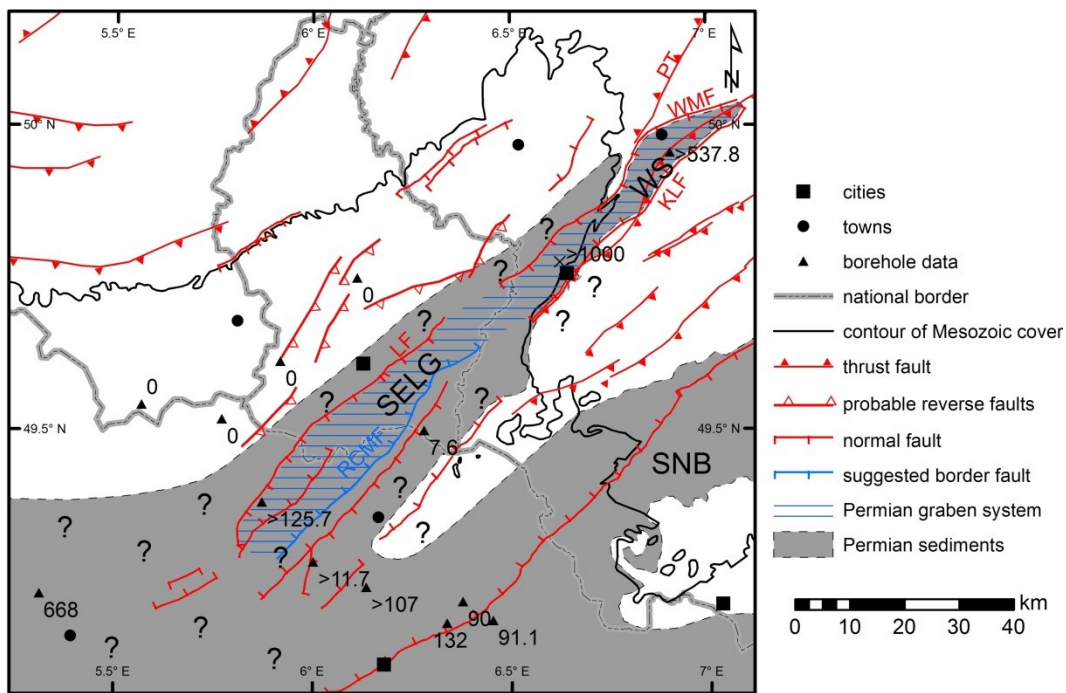 5.5° E
6° E
6.5° E
7° E
PT
N
WMF
50° N
50° N
>537.8
WS
KLF
?
>1000
?
?
0
?
?
LF
0
SELG
?
0
0
49.5° N
49.5° N
7.6
RCMF
SNB
?
?
>125.7
?
?
?
?
>11.7
>107
668
90
132
91.1
?
?
?
5.5° E
6° E
6.5° E
7° E
cities
towns
borehole data
national border
contour of Mesozoic cover
thrust fault
probable reverse faults
normal fault
suggested border fault
Permian graben system
Permian sediments
km
0 10 20 30 40